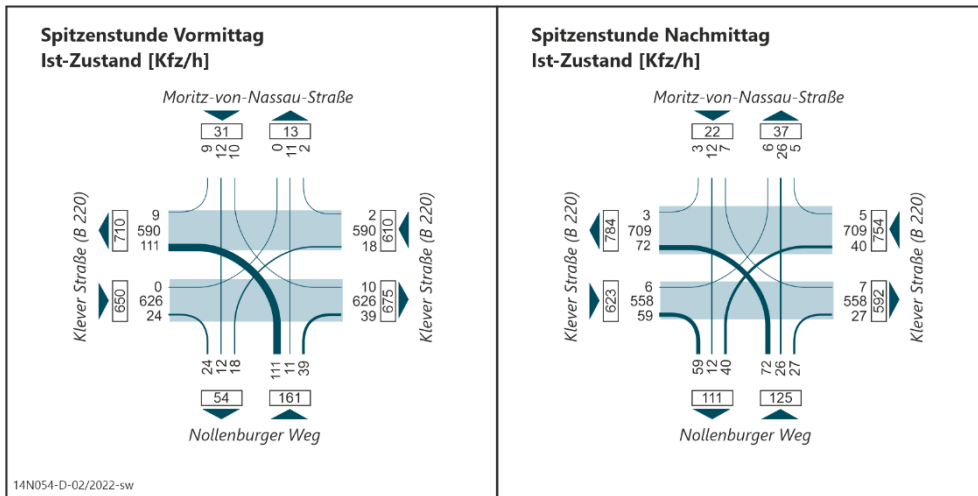 Spitzenstunde Vormittag
Ist-Zustand [Kfz/h]
Moritz-von-Nassau-Straße
31 13
9 12 10 0 11 2
Klever Straße (B 220)
710
9
590
111
2
590
18
610
Klever Straße (B 220)
650
0
626
24
10
626
39
675
24 12 18 111 11 39
54 161
Nollenburger Weg
14N054-D-02/2022-sw
Spitzenstunde Nachmittag
Ist-Zustand [Kfz/h]
Moritz-von-Nassau-Straße
22 37
3 12 7 6 26 5
Klever Straße (B 220)
784
3
709
72
5
709
40
754
Klever Straße (B 220)
623
6
558
59
7
558
27
592
59 12 40 72 26 27
111 125
Nollenburger Weg